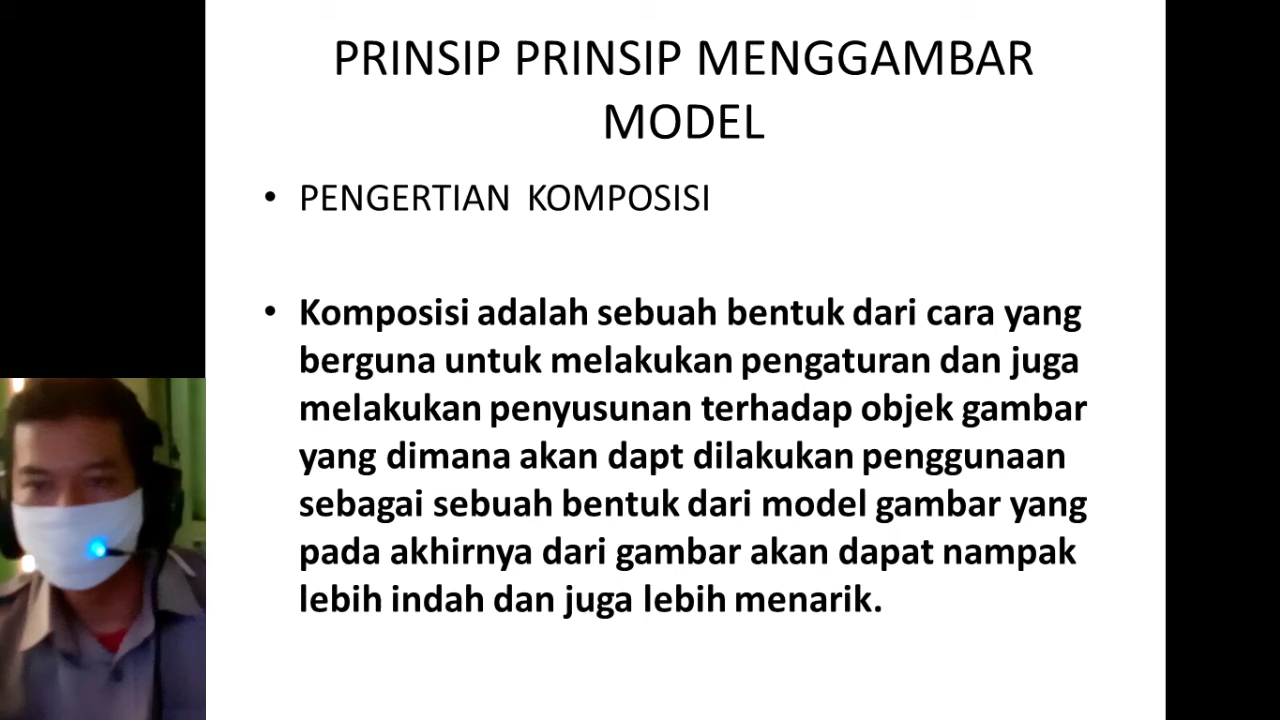 PRINSIP PRINSIP MENGGAMBAR
MODEL
• PENGERTIAN KOMPOSISI
• Komposisi adalah sebuah bentuk dari cara yang
berguna untuk melakukan pengaturan dan juga
melakukan penyusunan terhadap objek gambar
yang dimana akan dapt dilakukan penggunaan
sebagai sebuah bentuk dari model gambar yang
pada akhirnya dari gambar akan dapat nampak
lebih indah dan juga lebih menarik.